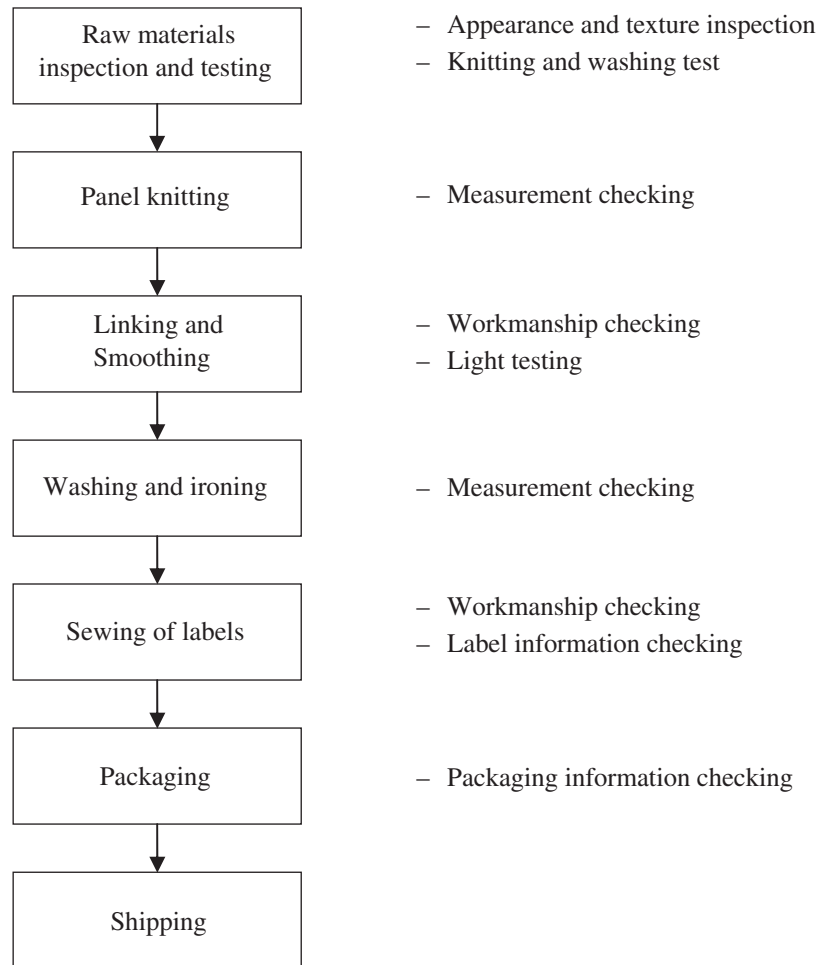 Raw materials
inspection and testing
– Appearance and texture inspection
– Knitting and washing test
Panel knitting
– Measurement checking
Linking and
Smoothing
– Workmanship checking
– Light testing
Washing and ironing
– Measurement checking
Sewing of labels
– Workmanship checking
– Label information checking
Packaging
– Packaging information checking
Shipping